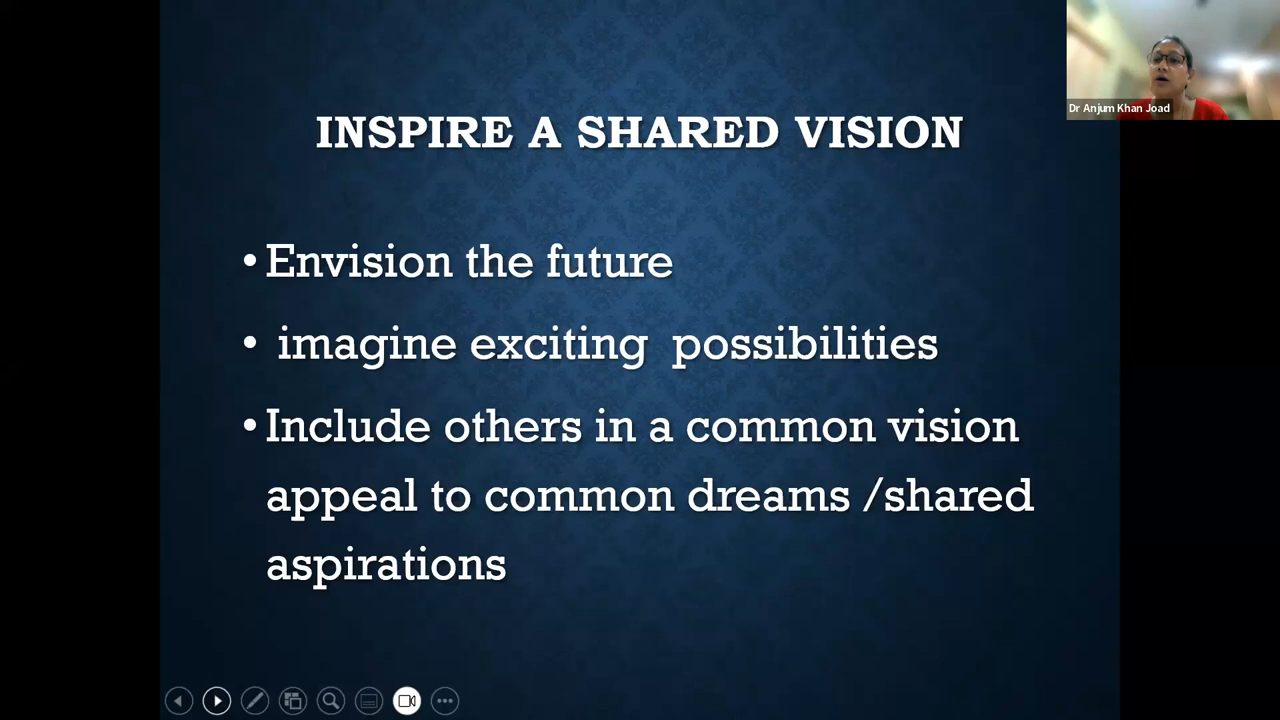 INSPIRE A SHARED VISION
• Envision the future
• imagine exciting possibilities
• Include others in a common vision
appeal to common dreams /shared
aspirations
Dr Anjum Khan Joad